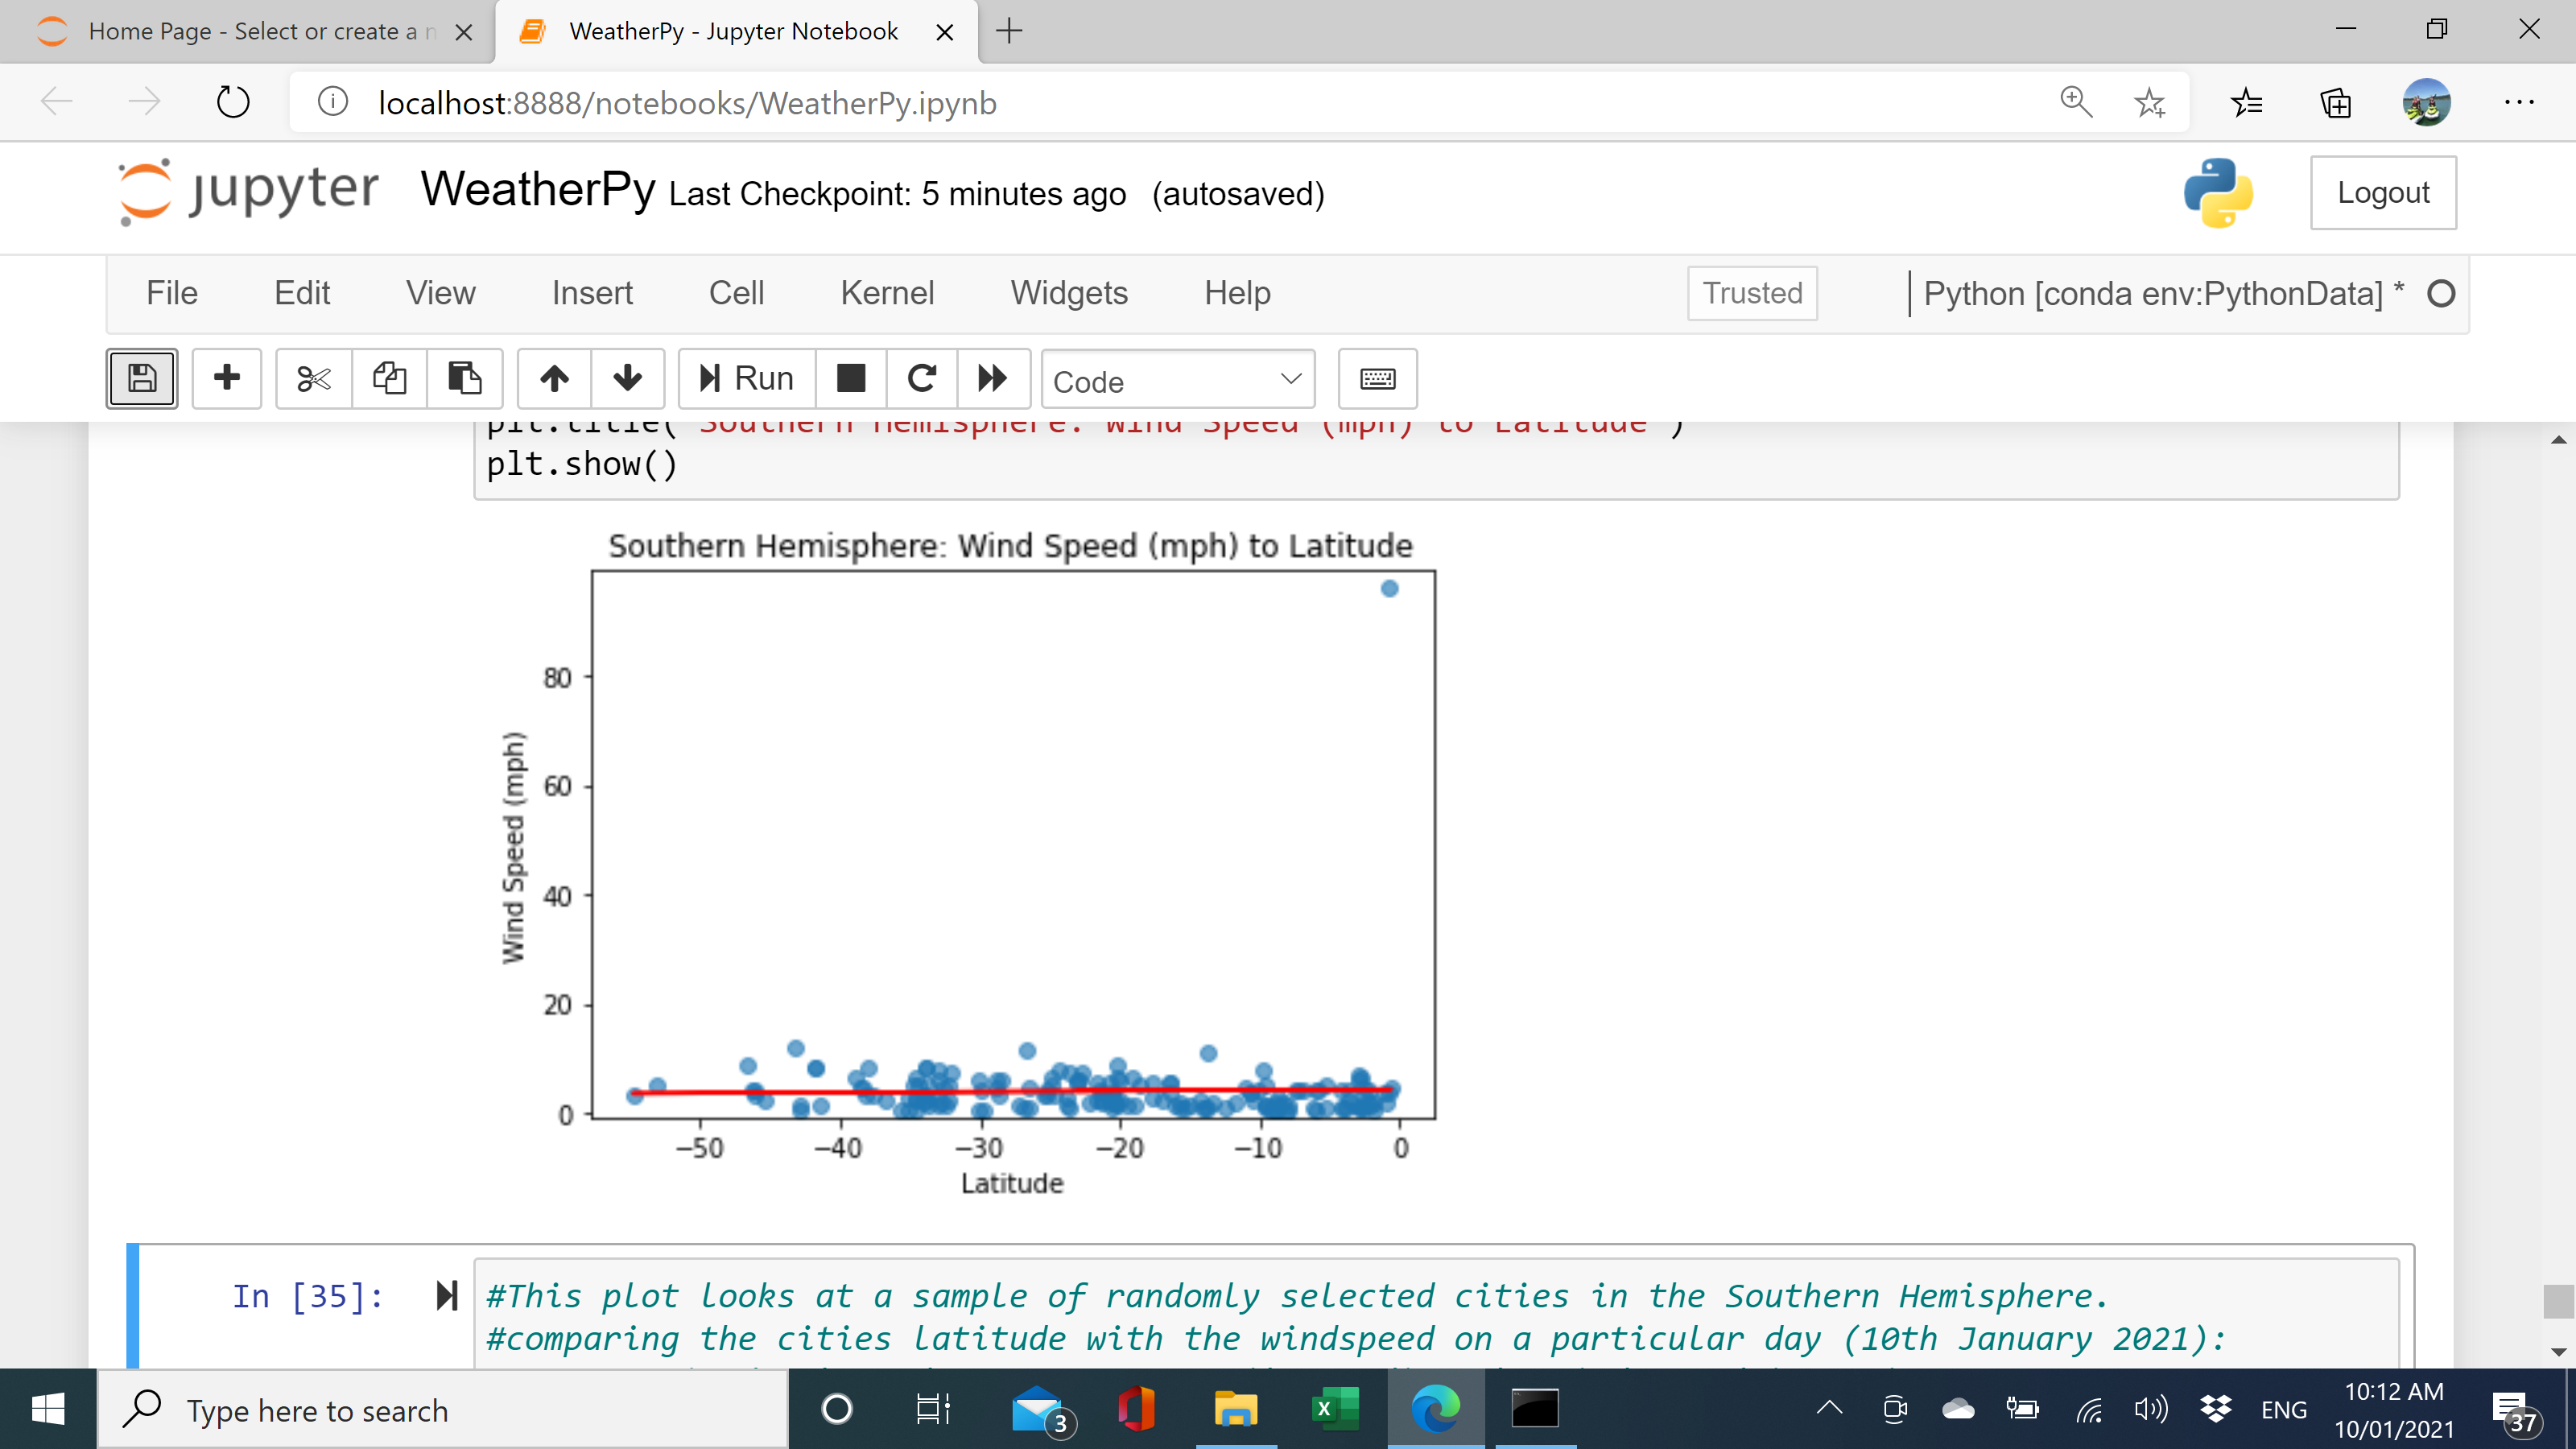 Home Page - Select or create a n
WeatherPy - Jupyter Notebook
localhost:8888/notebooks/WeatherPy.ipynb
jupyter WeatherPy Last Checkpoint: 5 minutes ago (autosaved)
Logout
File Edit View Insert Cell Kernel Widgets Help Trusted Python [conda env:PythonData] *
Run Code
plt.title("Southern Hemisphere: Wind Speed (mph) to Latitude")
plt.show()
Southern Hemisphere: Wind Speed (mph) to Latitude
Wind Speed (mph)
80
60
40
20
0
−50 −40 −30 −20 −10 0
Latitude
In [35]: #This plot looks at a sample of randomly selected cities in the Southern Hemisphere.
#comparing the cities latitude with the windspeed on a particular day (10th January 2021):
Type here to search
3
ENG
10:12 AM
10/01/2021
37